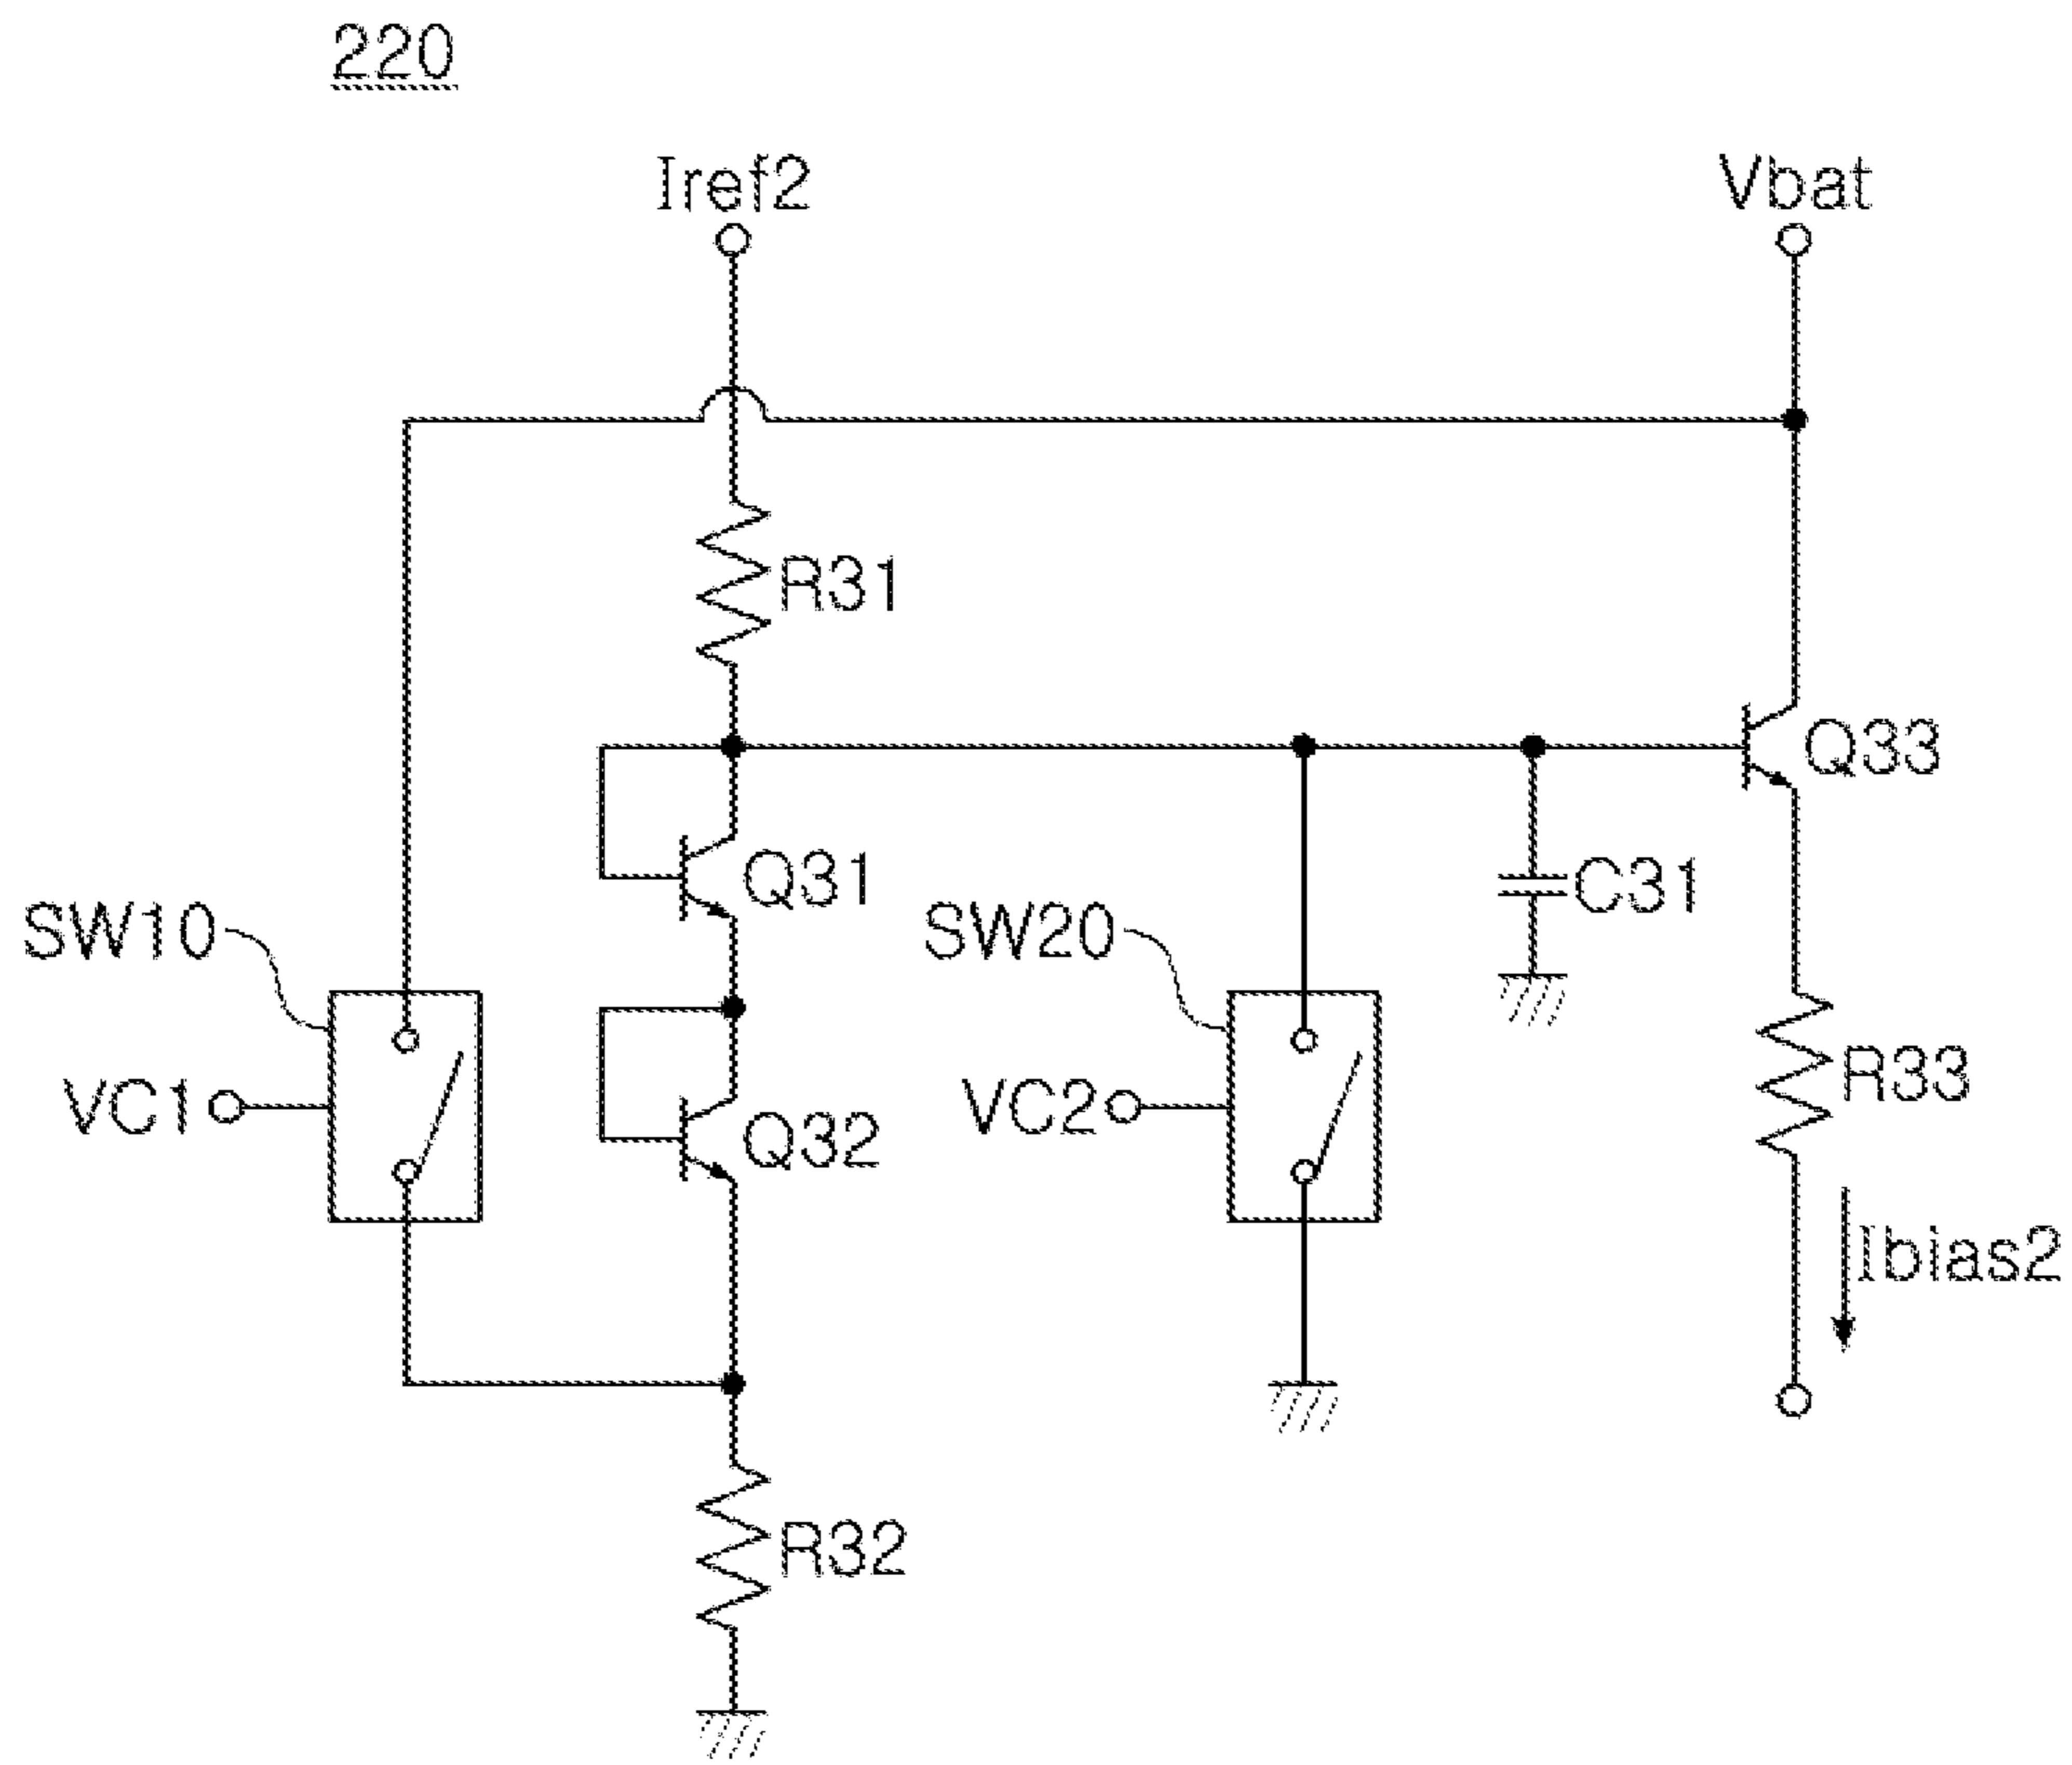 220
Iref2
Vbat
R31
Q33
Q31
C31
SW10
SW20
R33
VC1
Q32
VC2
Ibias2
R32